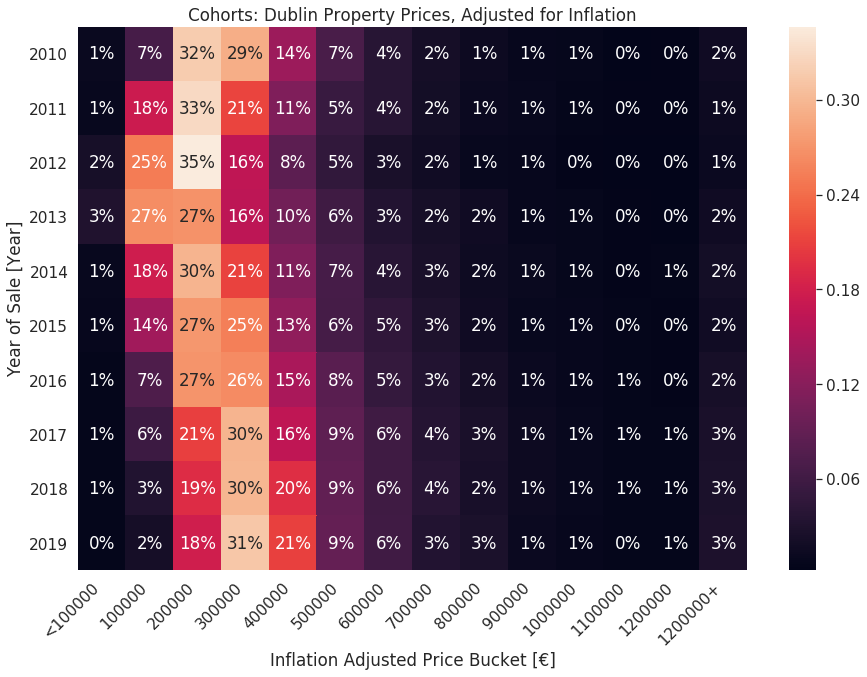 Cohorts: Dublin Property Prices, Adjusted for Inflation
2010 1% 7% 32% 29% 14% 7% 4% 2% 1% 1% 1% 0% 0% 2%
2011 1% 18% 33% 21% 11% 5% 4% 2% 1% 1% 1% 0% 0% 1%
2012 2% 25% 35% 16% 8% 5% 3% 2% 1% 1% 0% 0% 0% 1%
2013 3% 27% 27% 16% 10% 6% 3% 2% 2% 1% 1% 0% 0% 2%
2014 1% 18% 30% 21% 11% 7% 4% 3% 2% 1% 1% 0% 1% 2%
2015 1% 14% 27% 25% 13% 6% 5% 3% 2% 1% 1% 0% 0% 2%
2016 1% 7% 27% 26% 15% 8% 5% 3% 2% 1% 1% 1% 0% 2%
2017 1% 6% 21% 30% 16% 9% 6% 4% 3% 1% 1% 1% 1% 3%
2018 1% 3% 19% 30% 20% 9% 6% 4% 2% 1% 1% 1% 1% 3%
2019 0% 2% 18% 31% 21% 9% 6% 3% 3% 1% 1% 0% 1% 3%
<100000 100000 200000 300000 400000 500000 600000 700000 800000 900000 1000000 1100000 1200000 1200000+
Inflation Adjusted Price Bucket [€]
Year of Sale [Year]
0.30
0.24
0.18
0.12
0.06